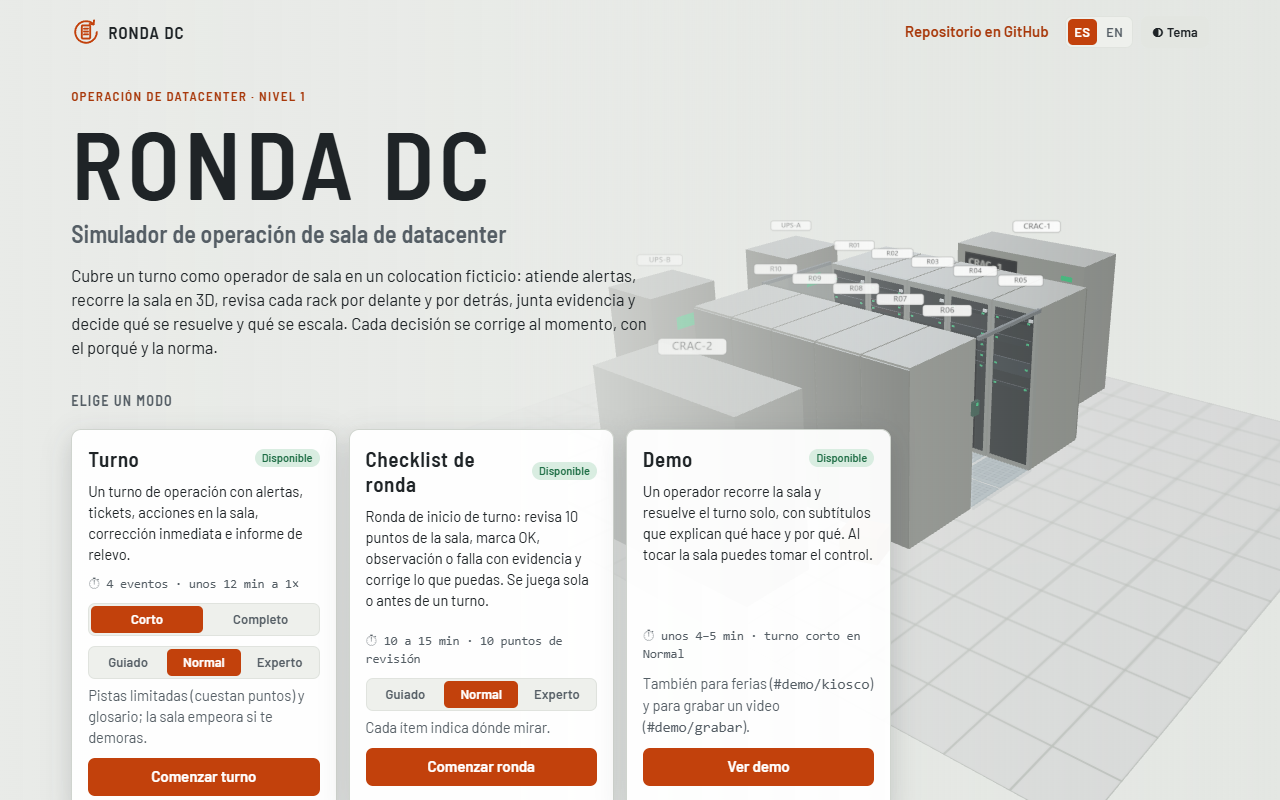 RONDA DC
Repositorio en GitHub
ES
EN
Tema
OPERACIÓN DE DATACENTER · NIVEL 1
RONDA DC
Simulador de operación de sala de datacenter
Cubre un turno como operador de sala en un colocation ficticio: atiende alertas,
recorre la sala en 3D, revisa cada rack por delante y por detrás, junta evidencia y
decide qué se resuelve y qué se escala. Cada decisión se corrige al momento, con
el porqué y la norma.
UPS-A
UPS-B
CRAC-1
CRAC-1
R01
R02
R03
R04
R05
R10
R09
R08
R07
R06
CRAC-2
ELIGE UN MODO
Turno
Disponible
Un turno de operación con alertas,
tickets, acciones en la sala,
corrección inmediata e informe de
relevo.
⏱ 4 eventos · unos 12 min a 1×
Corto
Completo
Guiado
Normal
Experto
Pistas limitadas (cuestan puntos) y
glosario; la sala empeora si te
demoras.
Comenzar turno
Checklist de
ronda
Disponible
Ronda de inicio de turno: revisa 10
puntos de la sala, marca OK,
observación o falla con evidencia y
corrige lo que puedas. Se juega sola
o antes de un turno.
⏱ 10 a 15 min · 10 puntos de
revisión
Guiado
Normal
Experto
Cada ítem indica dónde mirar.
Comenzar ronda
Demo
Disponible
Un operador recorre la sala y
resuelve el turno solo, con subtítulos
que explican qué hace y por qué. Al
tocar la sala puedes tomar el control.
⏱ unos 4–5 min · turno corto en
Normal
También para ferias (#demo/kiosco)
y para grabar un video
(#demo/grabar).
Ver demo